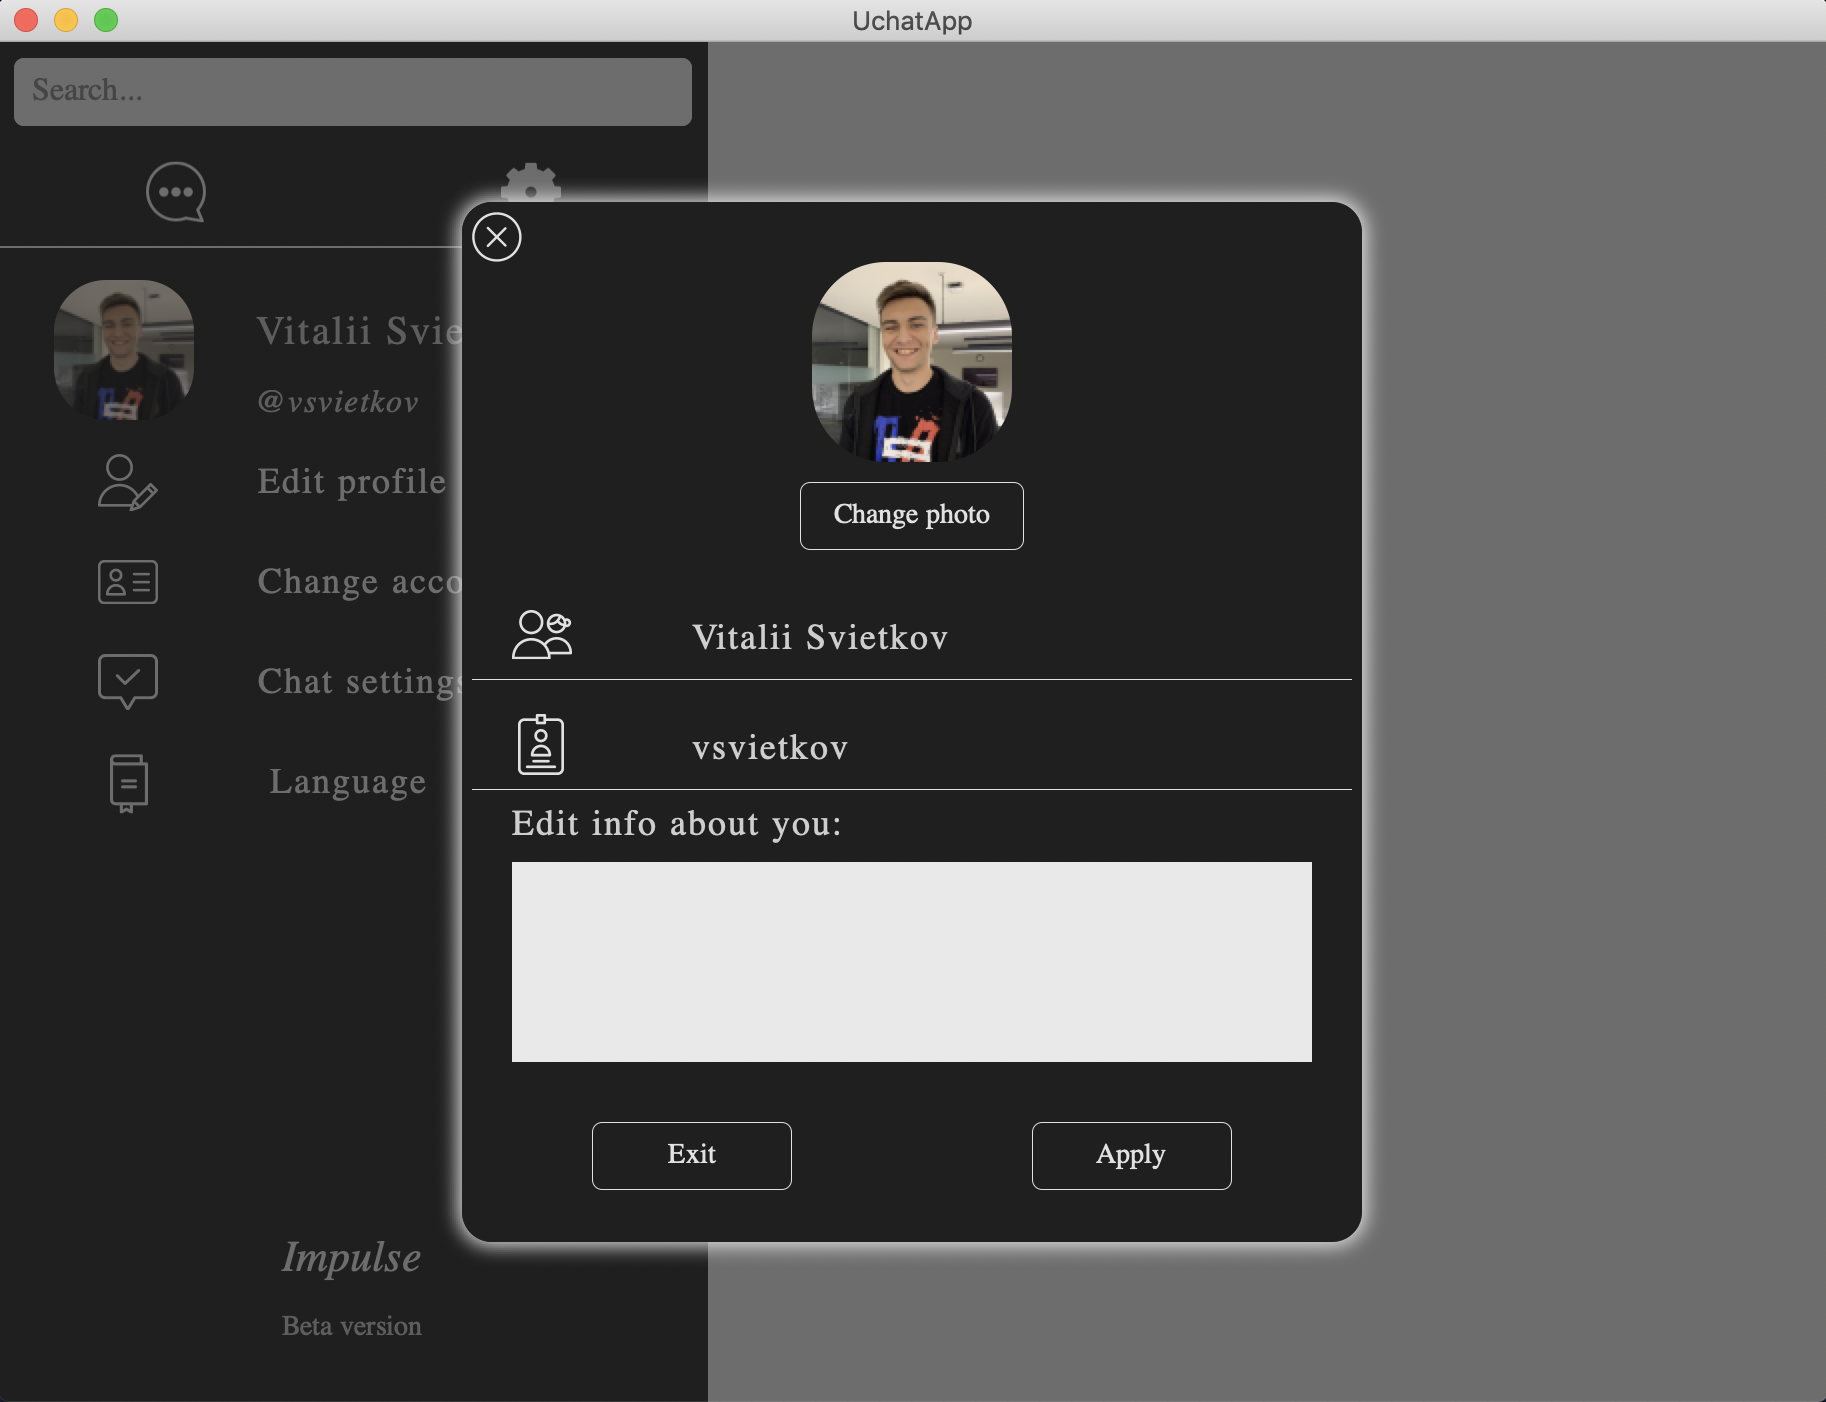 UchatApp
Search...
Vitalii Svie
@vsvietkov
Edit profile
Change acco
Chat settings
Language
Impulse
Beta version
Change photo
Vitalii Svietkov
vsvietkov
Edit info about you:
Exit
Apply